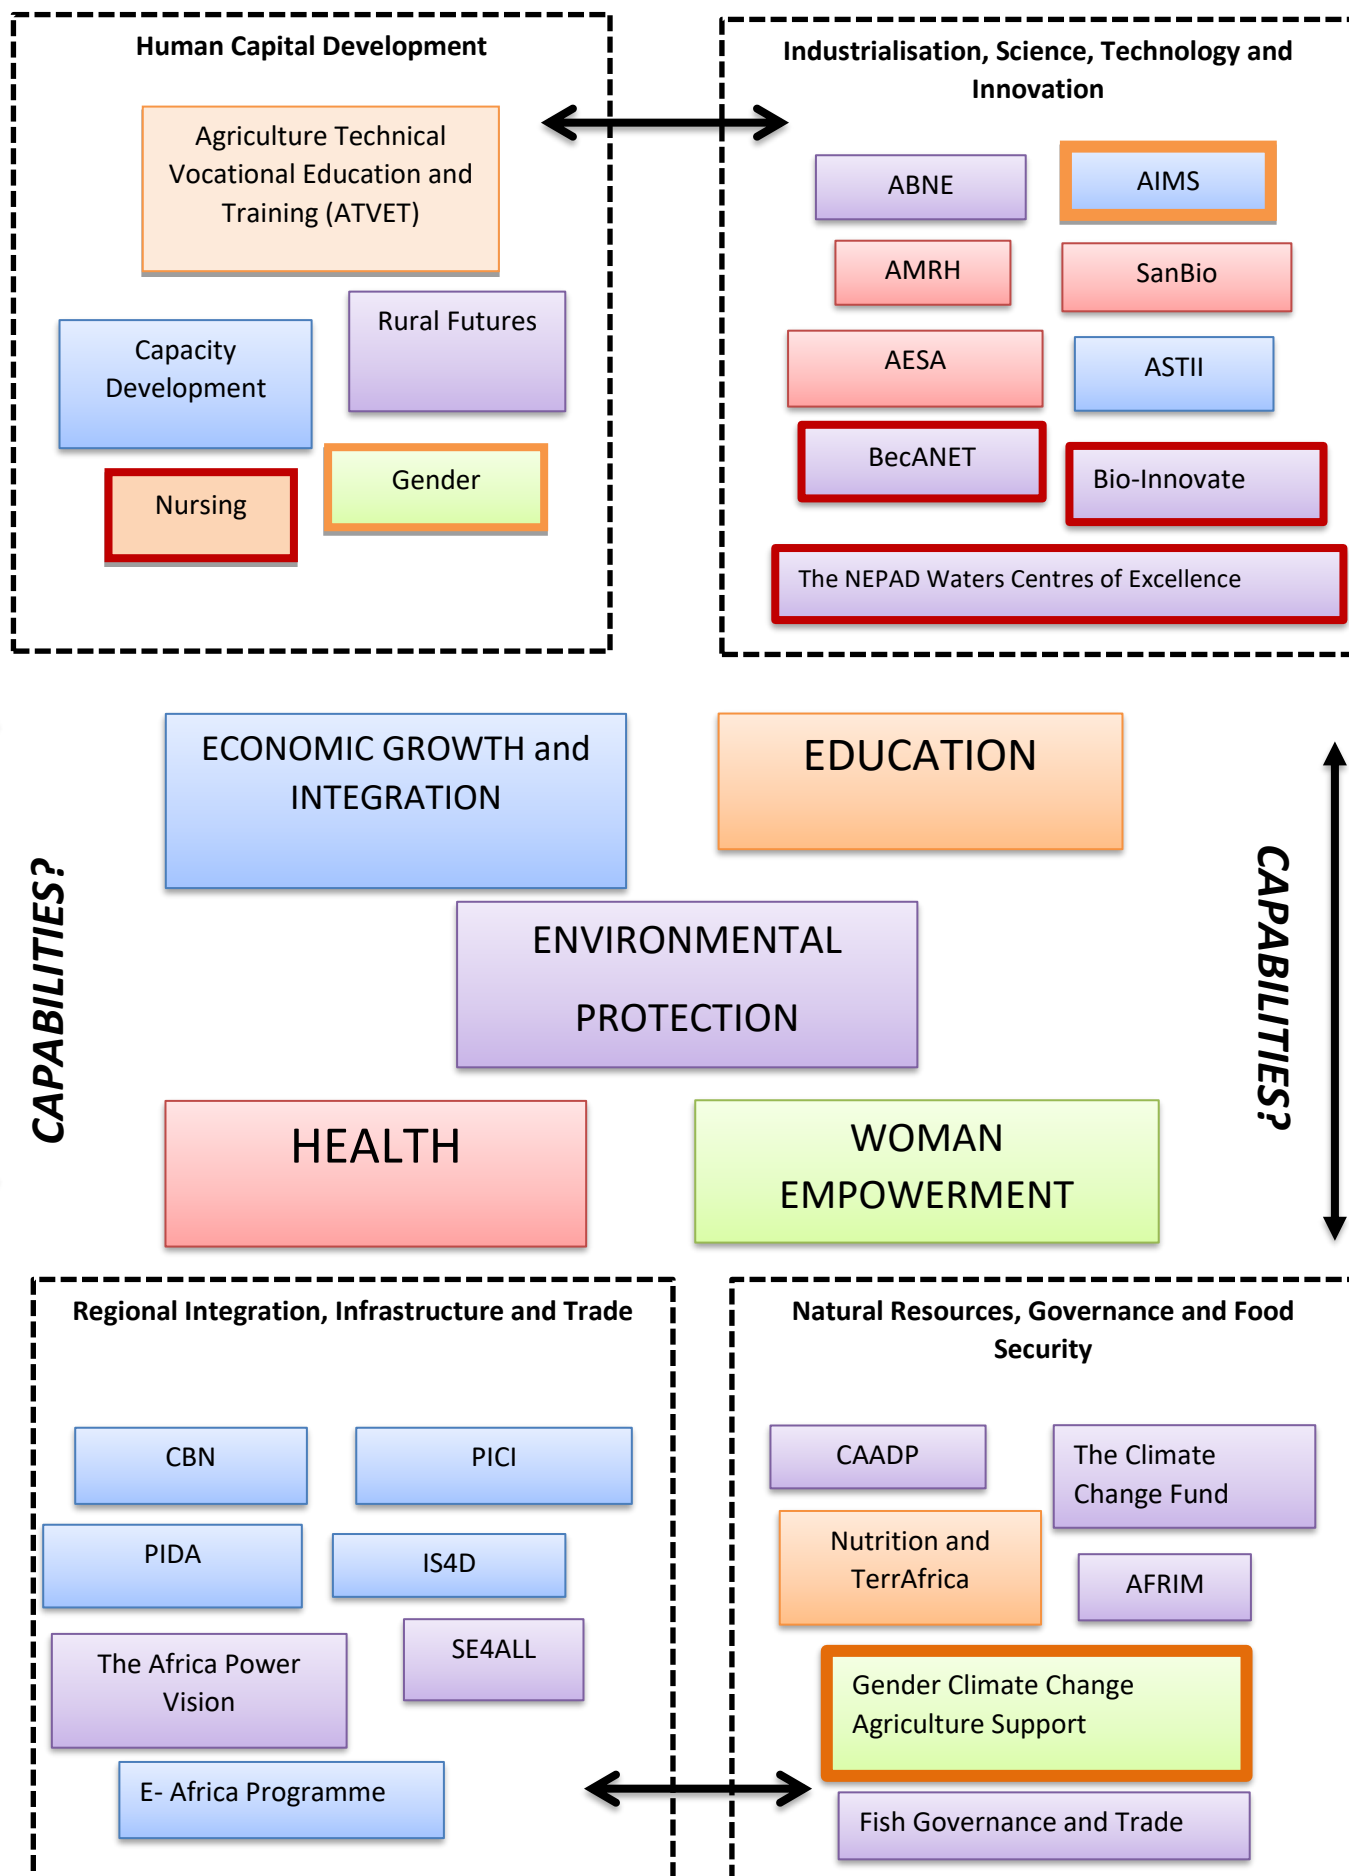 Human Capital Development
Agriculture Technical
Vocational Education and
Training (ATVET)
Rural Futures
Capacity
Development
Gender
Nursing
Industrialisation, Science, Technology and
Innovation
ABNE
AIMS
AMRH
SanBio
AESA
ASTII
BecANET
Bio-Innovate
The NEPAD Waters Centres of Excellence
ECONOMIC GROWTH and
INTEGRATION
EDUCATION
CAPABILITIES?
CAPABILITIES?
ENVIRONMENTAL
PROTECTION
HEALTH
WOMAN
EMPOWERMENT
Regional Integration, Infrastructure and Trade
CBN
PICI
PIDA
IS4D
The Africa Power
Vision
SE4ALL
E- Africa Programme
Natural Resources, Governance and Food
Security
CAADP
The Climate
Change Fund
Nutrition and
TerrAfrica
AFRIM
Gender Climate Change
Agriculture Support
Fish Governance and Trade